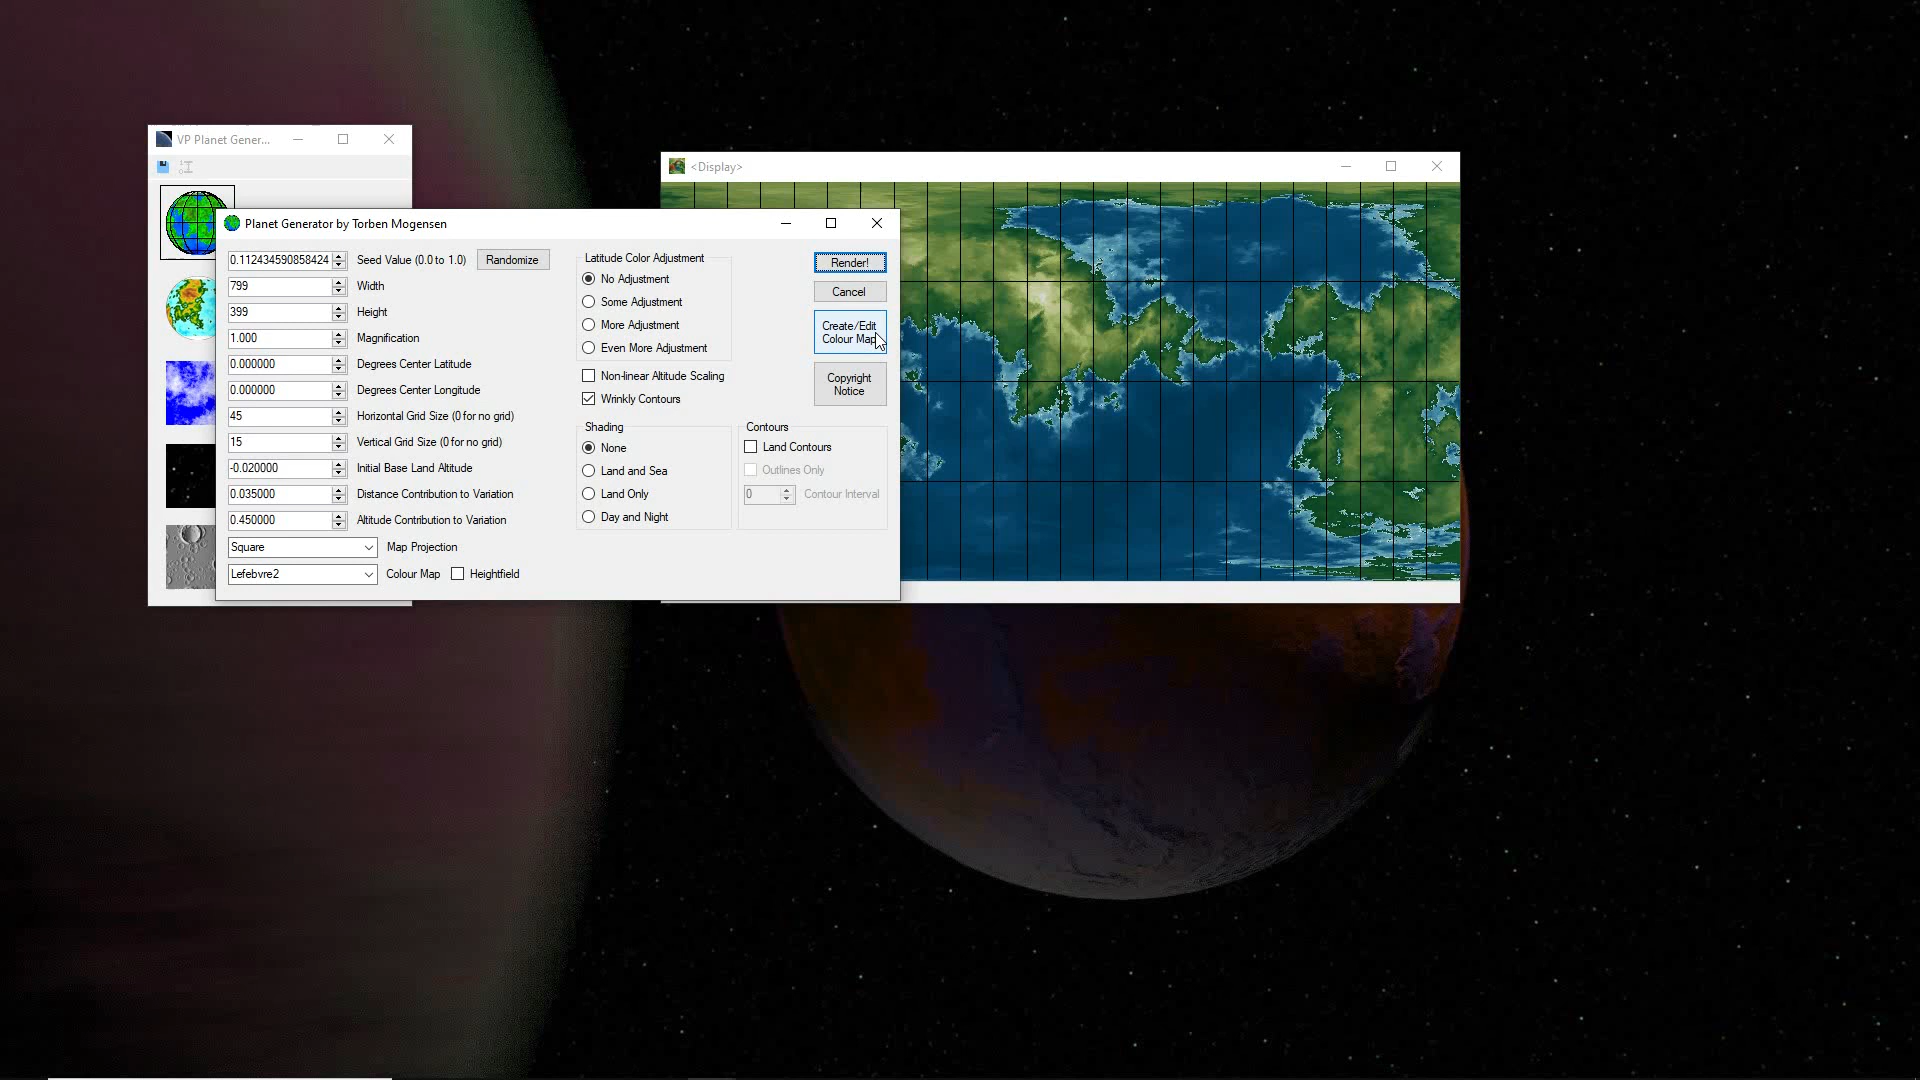 VP Planet Gener...
<Display>
Planet Generator by Torben Mogensen
0.112434590858424 Seed Value (0.0 to 1.0) Randomize
799 Width
399 Height
1.000 Magnification
0.000000 Degrees Center Latitude
0.000000 Degrees Center Longitude
45 Horizontal Grid Size (0 for no grid)
15 Vertical Grid Size (0 for no grid)
-0.020000 Initial Base Land Altitude
0.035000 Distance Contribution to Variation
0.450000 Altitude Contribution to Variation
Square Map Projection
Lefebvre2 Colour Map Heightfield
Latitude Color Adjustment
No Adjustment
Some Adjustment
More Adjustment
Even More Adjustment
Non-linear Altitude Scaling
Wrinkly Contours
Shading
None
Land and Sea
Land Only
Day and Night
Contours
Land Contours
Outlines Only
0 Contour Interval
Render!
Cancel
Create/Edit
Colour Map
Copyright
Notice